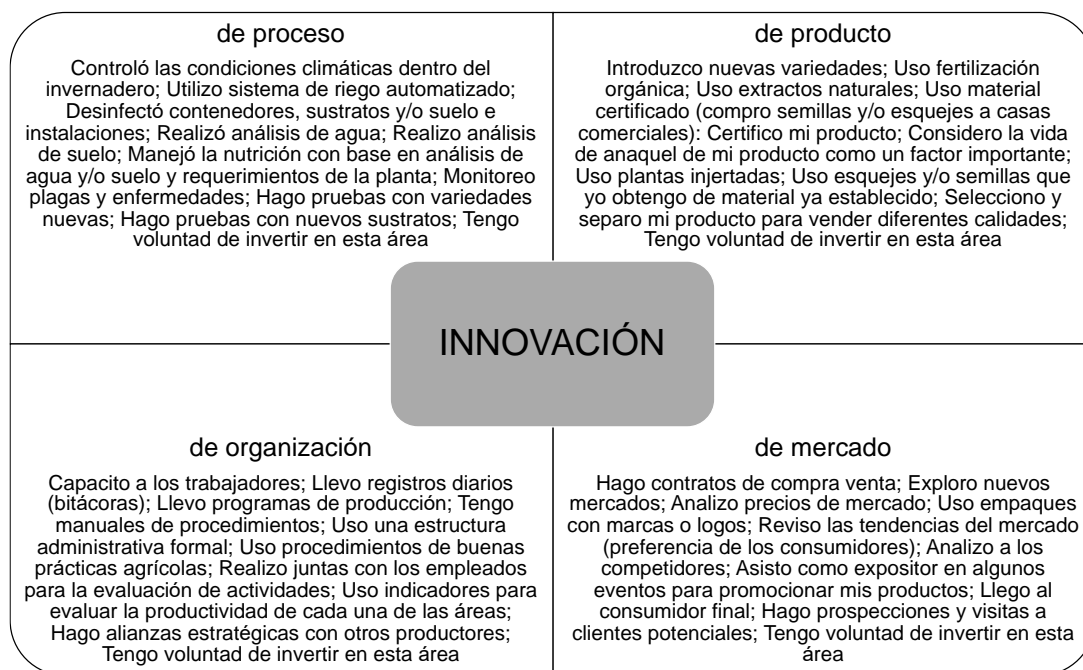 de proceso
Controló las condiciones climáticas dentro del
invernadero; Utilizo sistema de riego automatizado;
Desinfectó contenedores, sustratos y/o suelo e
instalaciones; Realizó análisis de agua; Realizo análisis
de suelo; Manejó la nutrición con base en análisis de
agua y/o suelo y requerimientos de la planta; Monitoreo
plagas y enfermedades; Hago pruebas con variedades
nuevas; Hago pruebas con nuevos sustratos; Tengo
voluntad de invertir en esta área
de producto
Introduzco nuevas variedades; Uso fertilización
orgánica; Uso extractos naturales; Uso material
certificado (compro semillas y/o esquejes a casas
comerciales): Certifico mi producto; Considero la vida
de anaquel de mi producto como un factor importante;
Uso plantas injertadas; Uso esquejes y/o semillas que
yo obtengo de material ya establecido; Selecciono y
separo mi producto para vender diferentes calidades;
Tengo voluntad de invertir en esta área
INNOVACIÓN
de organización
Capacito a los trabajadores; Llevo registros diarios
(bitácoras); Llevo programas de producción; Tengo
manuales de procedimientos; Uso una estructura
administrativa formal; Uso procedimientos de buenas
prácticas agrícolas; Realizo juntas con los empleados
para la evaluación de actividades; Uso indicadores para
evaluar la productividad de cada una de las áreas;
Hago alianzas estratégicas con otros productores;
Tengo voluntad de invertir en esta área
de mercado
Hago contratos de compra venta; Exploro nuevos
mercados; Analizo precios de mercado; Uso empaques
con marcas o logos; Reviso las tendencias del mercado
(preferencia de los consumidores); Analizo a los
competidores; Asisto como expositor en algunos
eventos para promocionar mis productos; Llego al
consumidor final; Hago prospecciones y visitas a
clientes potenciales; Tengo voluntad de invertir en esta
área